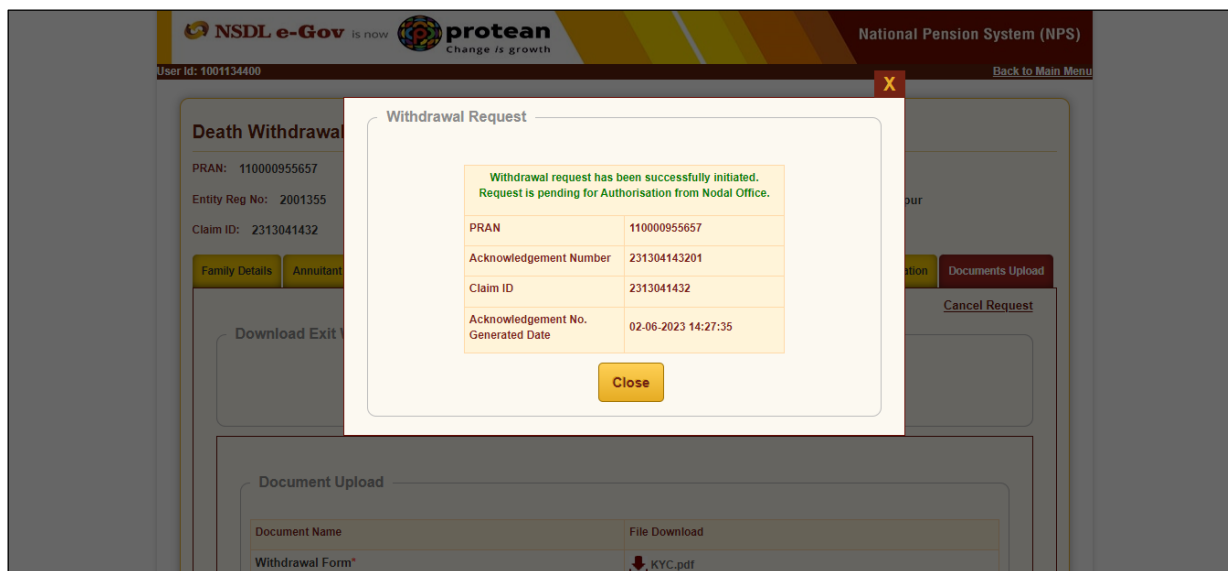 NSDL e-Gov is now protean
Change is growth
National Pension System (NPS)
User Id: 1001134400
Back to Main Menu
X
Death Withdrawal
Withdrawal Request
Withdrawal request has been successfully initiated.
Request is pending for Authorisation from Nodal Office.
PRAN 110000955657
Acknowledgement Number 231304143201
Claim ID 2313041432
Acknowledgement No.
Generated Date
02-06-2023 14:27:35
Close
PRAN: 110000955657
Entity Reg No: 2001355
Claim ID: 2313041432
Family Details Annuitant Documents Upload
Cancel Request
Download Exit
Document Upload
Document Name File Download
Withdrawal Form* KYC.pdf